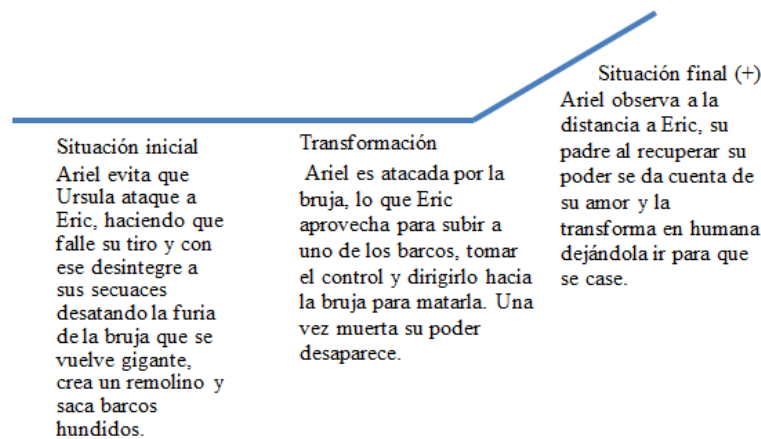 Situación inicial
Ariel evita que
Ursula ataque a
Eric, haciendo que
falle su tiro y con
ese desintegre a
sus secuaces
desatando la furia
de la bruja que se
vuelve gigante,
crea un remolino y
saca barcos
hundidos.
Transformación
Ariel es atacada por la
bruja, lo que Eric
aprovecha para subir a
uno de los barcos, tomar
el control y dirigirlo hacia
la bruja para matarla. Una
vez muerta su poder
desaparece.
Situación final (+)
Ariel observa a la
distancia a Eric, su
padre al recuperar su
poder se da cuenta de
su amor y la
transforma en humana
dejándola ir para que
se case.